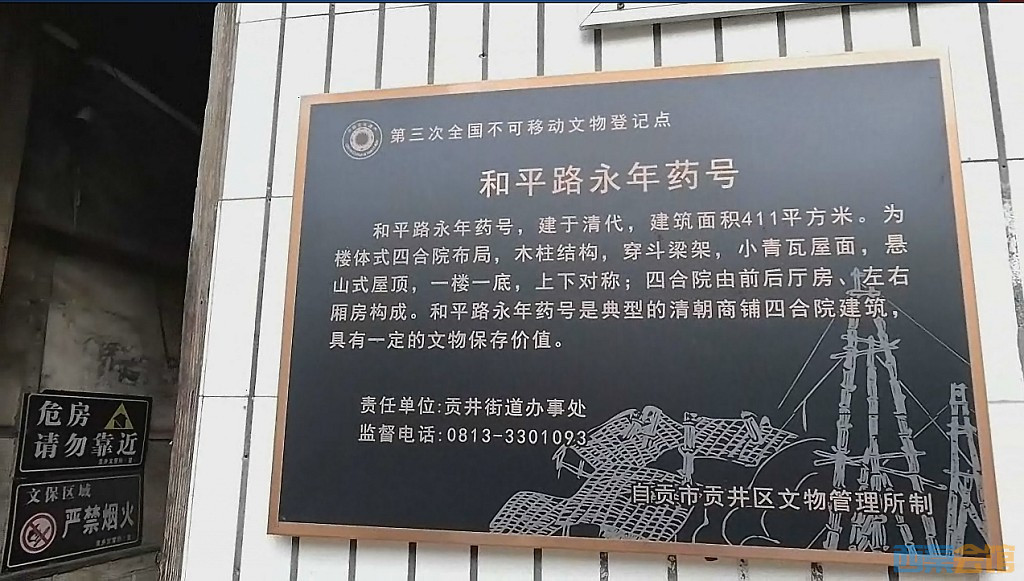 第三次全国不可移动文物登记点
和平路永年药号
和平路永年药号，建于清代，建筑面积411平方米。为
楼体式四合院布局，木柱结构，穿斗梁架，小青瓦屋面，悬
山式屋顶，一楼一底，上下对称；四合院由前后厅房、左右
厢房构成。和平路永年药号是典型的清朝商铺四合院建筑，
具有一定的文物保存价值。
责任单位:贡井街道办事处
监督电话:0813-3301093
自贡市贡井区文物管理所制
危房
请勿靠近
文保区域
严禁烟火